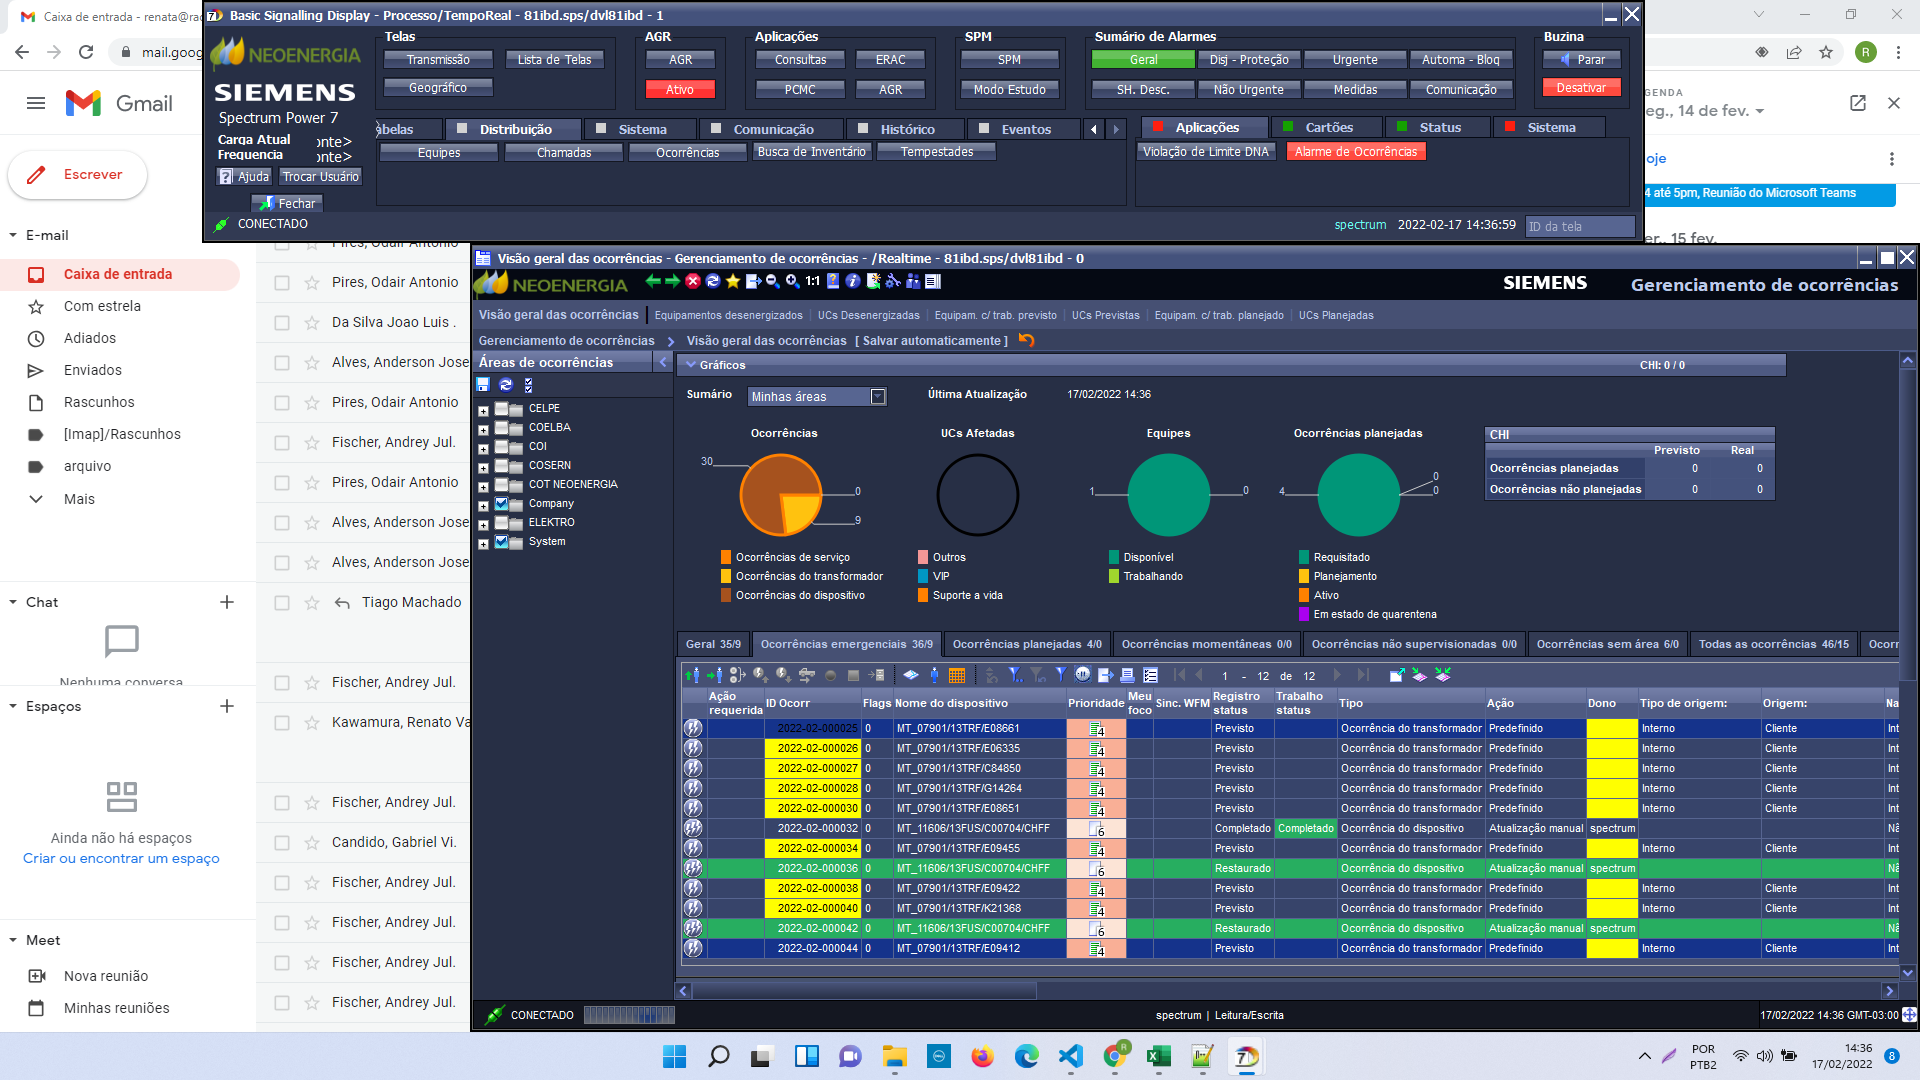 Caixa de entrada - renata@rad
mail.goog
Gmail
Escrever
E-mail
Caixa de entrada
Com estrela
Adiados
Enviados
Rascunhos
[Imap]/Rascunhos
arquivo
Mais
Chat
Nenhuma conversa
Espaços
Ainda não há espaços
Criar ou encontrar um espaço
Meet
Nova reunião
Minhas reuniões
Pires, Odair Antonio
Pires, Odair Antonio
Da Silva Joao Luis .
Alves, Anderson Jose
Pires, Odair Antonio
Fischer, Andrey Jul.
Pires, Odair Antonio
Alves, Anderson Jose
Alves, Anderson Jose
Tiago Machado
Fischer, Andrey Jul.
Kawamura, Renato Va
Fischer, Andrey Jul.
Candido, Gabriel Vi.
Fischer, Andrey Jul.
Fischer, Andrey Jul.
Fischer, Andrey Jul.
Fischer, Andrey Jul.
R
GENDA
eg., 14 de fev.
oje
4 até 5pm, Reunião do Microsoft Teams
er., 15 fev.
7D Basic Signalling Display - Processo/TempoReal - 81ibd.sps/dvl81ibd - 1
NEOENERGIA
SIEMENS
Spectrum Power 7
Carga Atual onte>
Frequencia onte>
Ajuda Trocar Usuário
Fechar
CONECTADO
Telas
Transmissão Lista de Telas
Geográfico
AGR
AGR
Ativo
Aplicações
Consultas ERAC
PCMC AGR
SPM
SPM
Modo Estudo
Sumário de Alarmes
Geral Disj - Proteção Urgente Automa - Bloq
SH. Desc. Não Urgente Medidas Comunicação
Buzina
Parar
Desativar
abelas Distribuição Sistema Comunicação Histórico Eventos
Equipes Chamadas Ocorrências Busca de Inventário Tempestades
Aplicações Cartões Status Sistema
Violação de Limite DNA Alarme de Ocorrências
spectrum 2022-02-17 14:36:59 ID da tela
Visão geral das ocorrências - Gerenciamento de ocorrências - /Realtime - 81ibd.sps/dvl81ibd - 0
NEOENERGIA 1:1 SIEMENS Gerenciamento de ocorrências
Visão geral das ocorrências Equipamentos desenergizados UCs Desenergizadas Equipam. c/ trab. previsto UCs Previstas Equipam. c/ trab. planejado UCs Planejadas
Gerenciamento de ocorrências Visão geral das ocorrências [ Salvar automaticamente ]
Áreas de ocorrências
CELPE
COELBA
COI
COSERN
COT NEOENERGIA
Company
ELEKTRO
System
Gráficos CHI: 0 / 0
Sumário Minhas áreas Última Atualização 17/02/2022 14:36
Ocorrências
30
0
9
Ocorrências de serviço
Ocorrências do transformador
Ocorrências do dispositivo
UCs Afetadas
Outros
VIP
Suporte a vida
Equipes
1
0
Disponível
Trabalhando
Ocorrências planejadas
4
0
0
Requisitado
Planejamento
Ativo
Em estado de quarentena
CHI
Previsto Real
Ocorrências planejadas 0 0
Ocorrências não planejadas 0 0
Geral 35/9 Ocorrências emergenciais 36/9 Ocorrências planejadas 4/0 Ocorrências momentâneas 0/0 Ocorrências não supervisionadas 0/0 Ocorrências sem área 6/0 Todas as ocorrências 46/15 Ocorr
1 - 12 de 12
Ação requerida ID Ocorr Flags Nome do dispositivo Prioridade Meu foco Sinc. WFM Registro status Trabalho status Tipo Ação Dono Tipo de origem: Origem: Na
2022-02-000025 0 MT_07901/13TRF/E08661 4 Previsto Ocorrência do transformador Predefinido Interno Cliente Int
2022-02-000026 0 MT_07901/13TRF/E06335 4 Previsto Ocorrência do transformador Predefinido Interno Cliente Int
2022-02-000027 0 MT_07901/13TRF/C84850 4 Previsto Ocorrência do transformador Predefinido Interno Cliente Int
2022-02-000028 0 MT_07901/13TRF/G14264 4 Previsto Ocorrência do transformador Predefinido Interno Cliente Int
2022-02-000030 0 MT_07901/13TRF/E08651 4 Previsto Ocorrência do transformador Predefinido Interno Cliente Int
2022-02-000032 0 MT_11606/13FUS/C00704/CHFF 6 Completado Completado Ocorrência do dispositivo Atualização manual spectrum Nã
2022-02-000034 0 MT_07901/13TRF/E09455 4 Previsto Ocorrência do transformador Predefinido Interno Cliente Int
2022-02-000036 0 MT_11606/13FUS/C00704/CHFF 6 Restaurado Ocorrência do dispositivo Atualização manual spectrum Nã
2022-02-000038 0 MT_07901/13TRF/E09422 4 Previsto Ocorrência do transformador Predefinido Interno Cliente Int
2022-02-000040 0 MT_07901/13TRF/K21368 4 Previsto Ocorrência do transformador Predefinido Interno Cliente Int
2022-02-000042 0 MT_11606/13FUS/C00704/CHFF 6 Restaurado Ocorrência do dispositivo Atualização manual spectrum Nã
2022-02-000044 0 MT_07901/13TRF/E09412 4 Previsto Ocorrência do transformador Predefinido Interno Cliente Int
CONECTADO spectrum | Leitura/Escrita 17/02/2022 14:36 GMT-03:00
POR
PTB2
14:36
17/02/2022
8